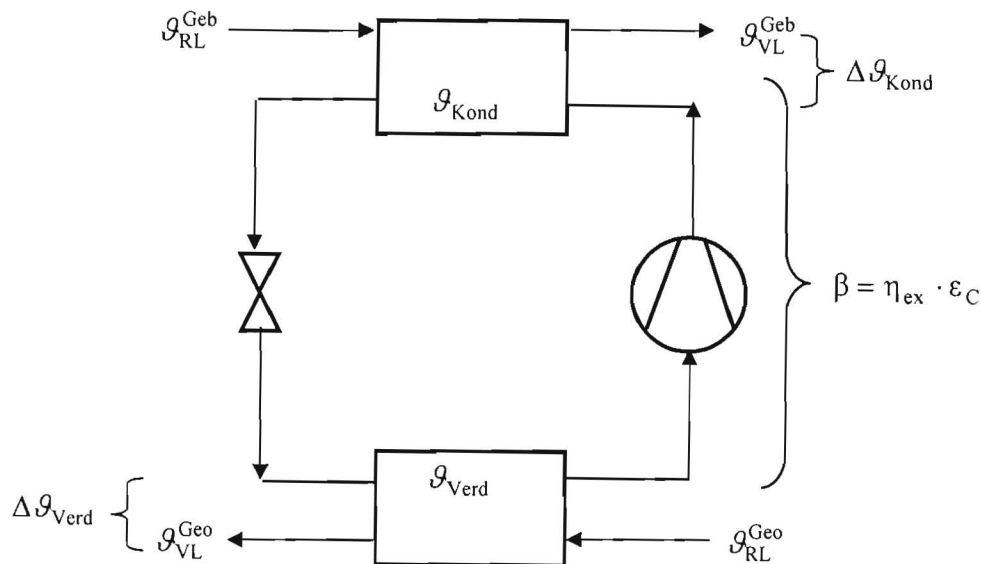 ϑ_RL^Geb
ϑ_VL^Geb
Δϑ_Kond
ϑ_Kond
β = η_ex · ε_C
ϑ_Verd
Δϑ_Verd
ϑ_VL^Geo
ϑ_RL^Geo